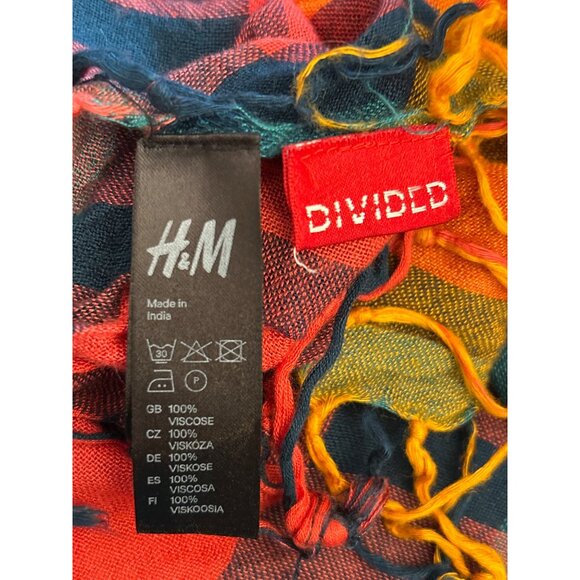 H&M
DIVIDED
Made in
India
30
P
GB 100%
VISCOSE
CZ 100%
VISKÓZA
DE 100%
VISKOSE
ES 100%
VISCOSA
FI 100%
VISKOOSIA